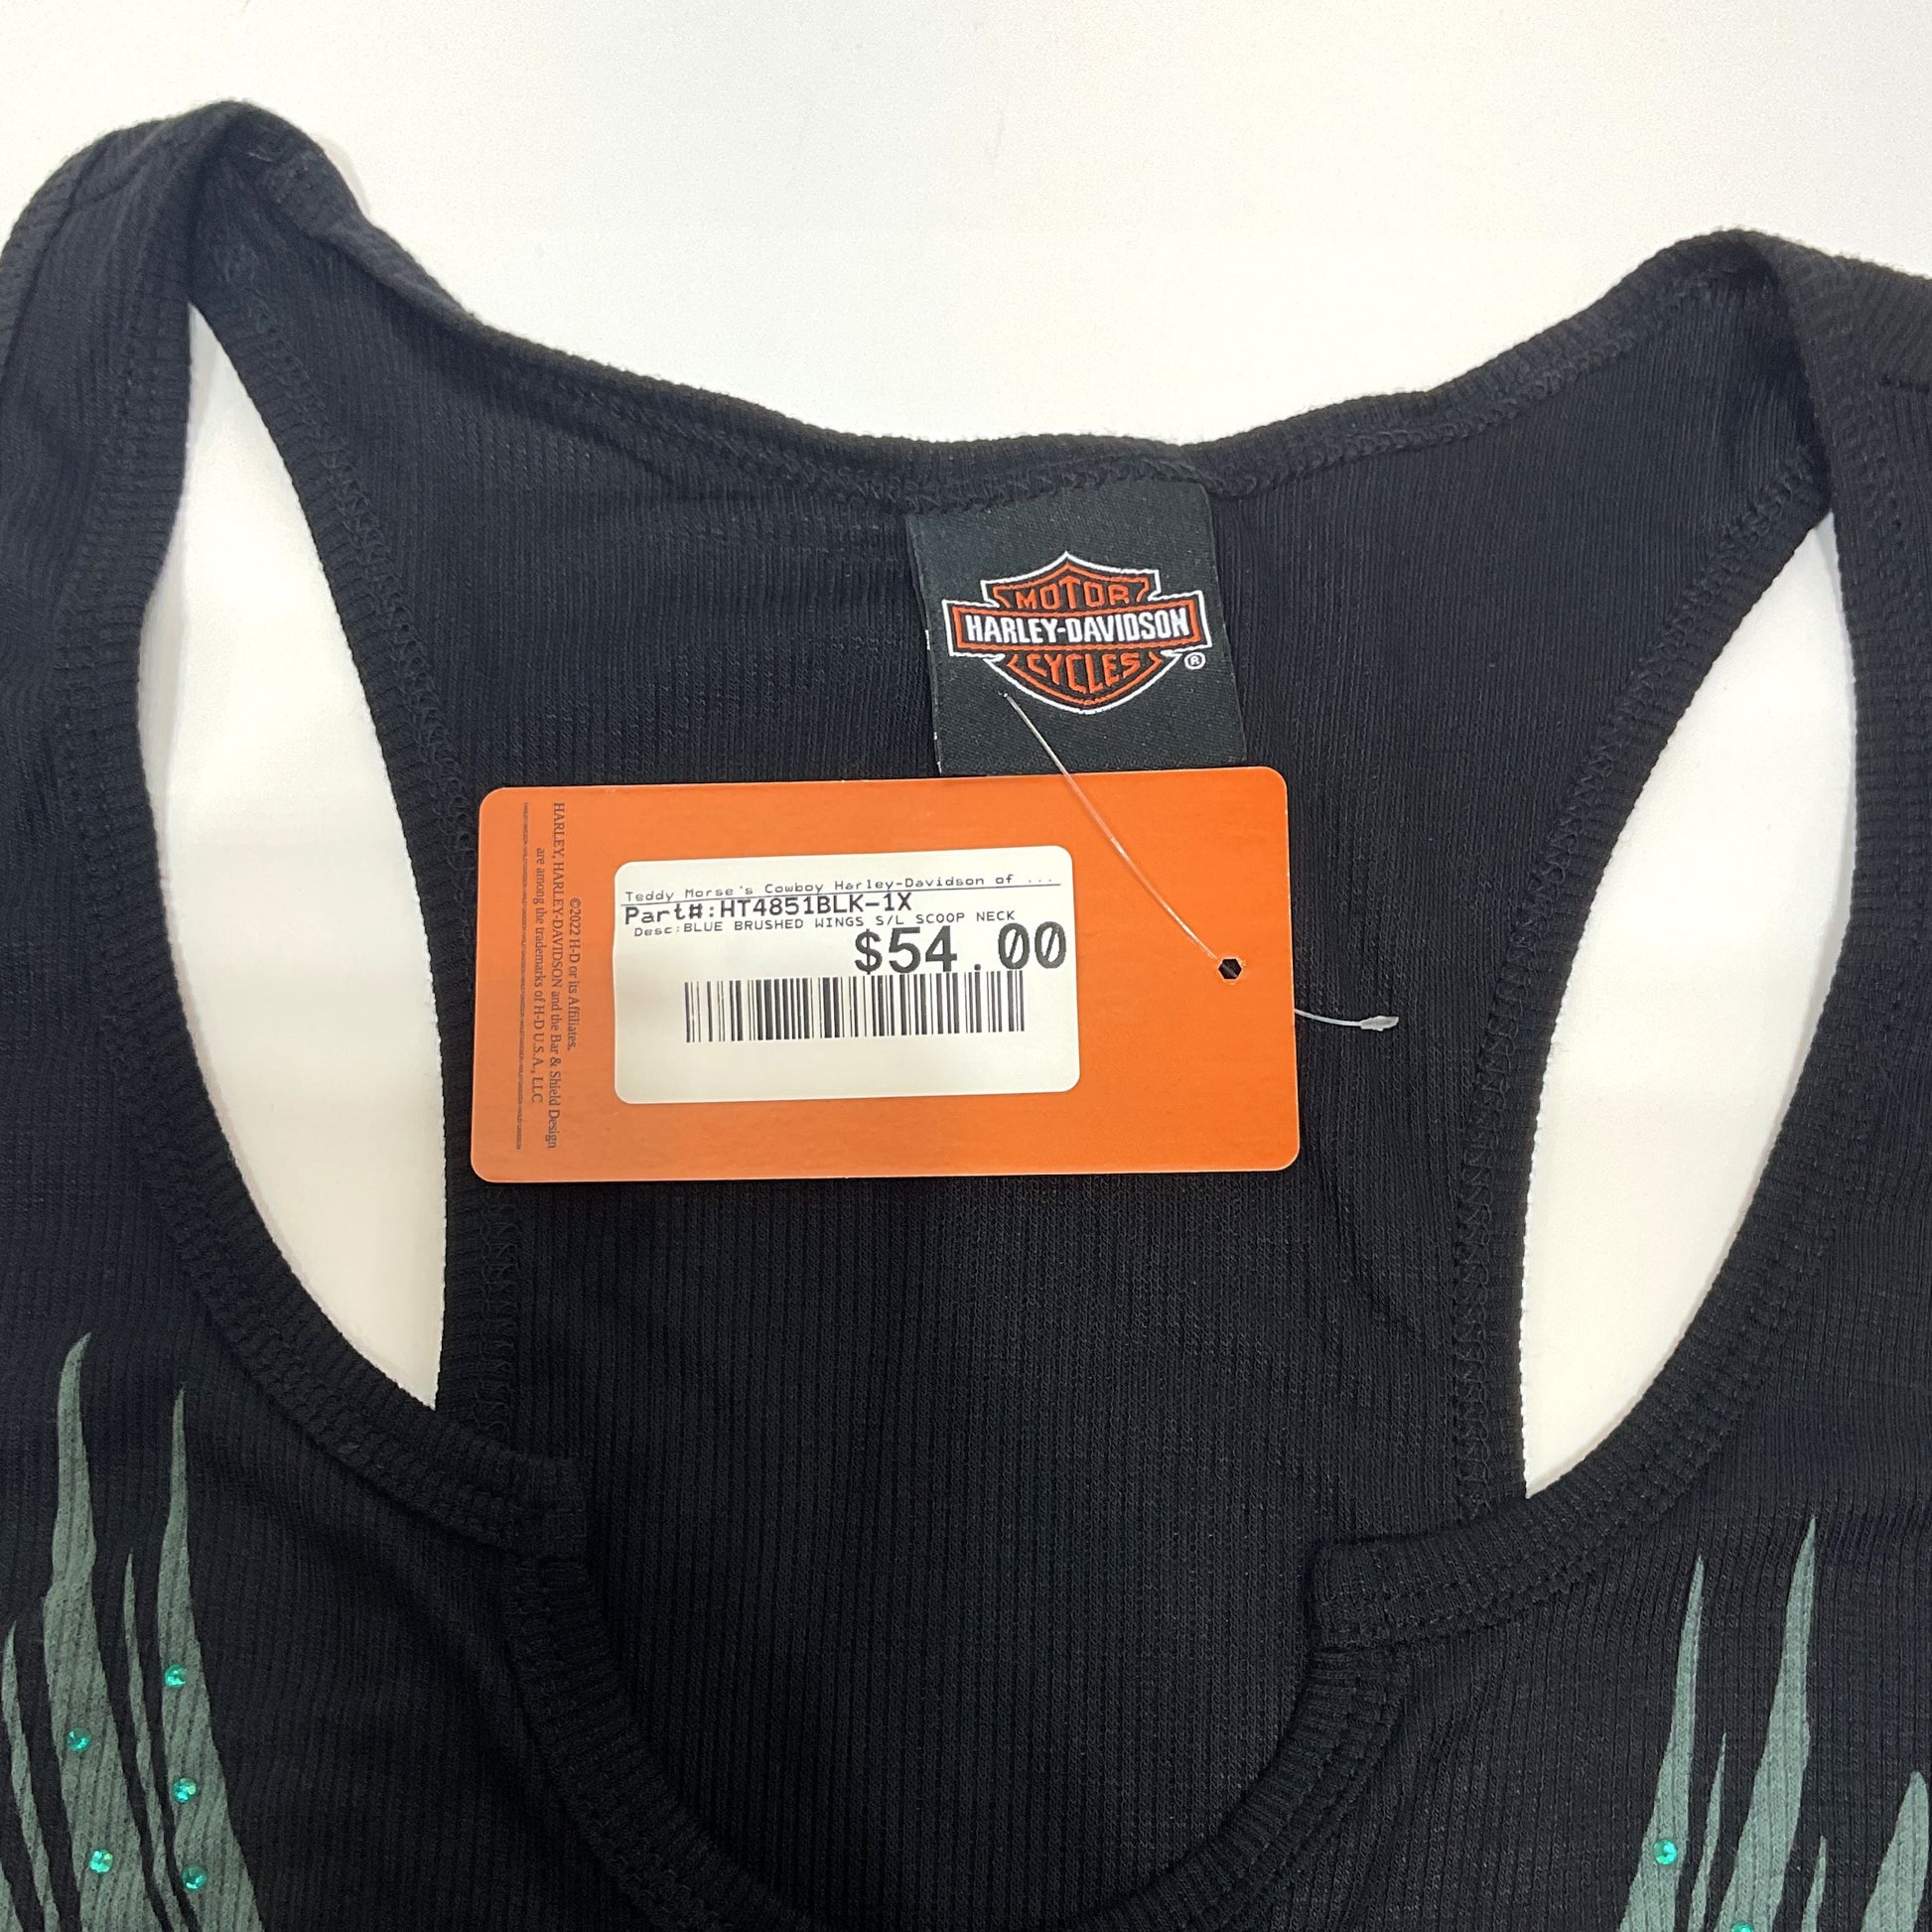 MOTOR
HARLEY-DAVIDSON
CYCLES
®
Teddy Morse's Cowboy Harley-Davidson of ...
Part#:HT4851BLK-1X
Desc:BLUE BRUSHED WINGS S/L SCOOP NECK
$54.00
©2022 H-D or its Affiliates.
HARLEY, HARLEY-DAVIDSON and the Bar & Shield Design
are among the trademarks of H-D U.S.A., LLC